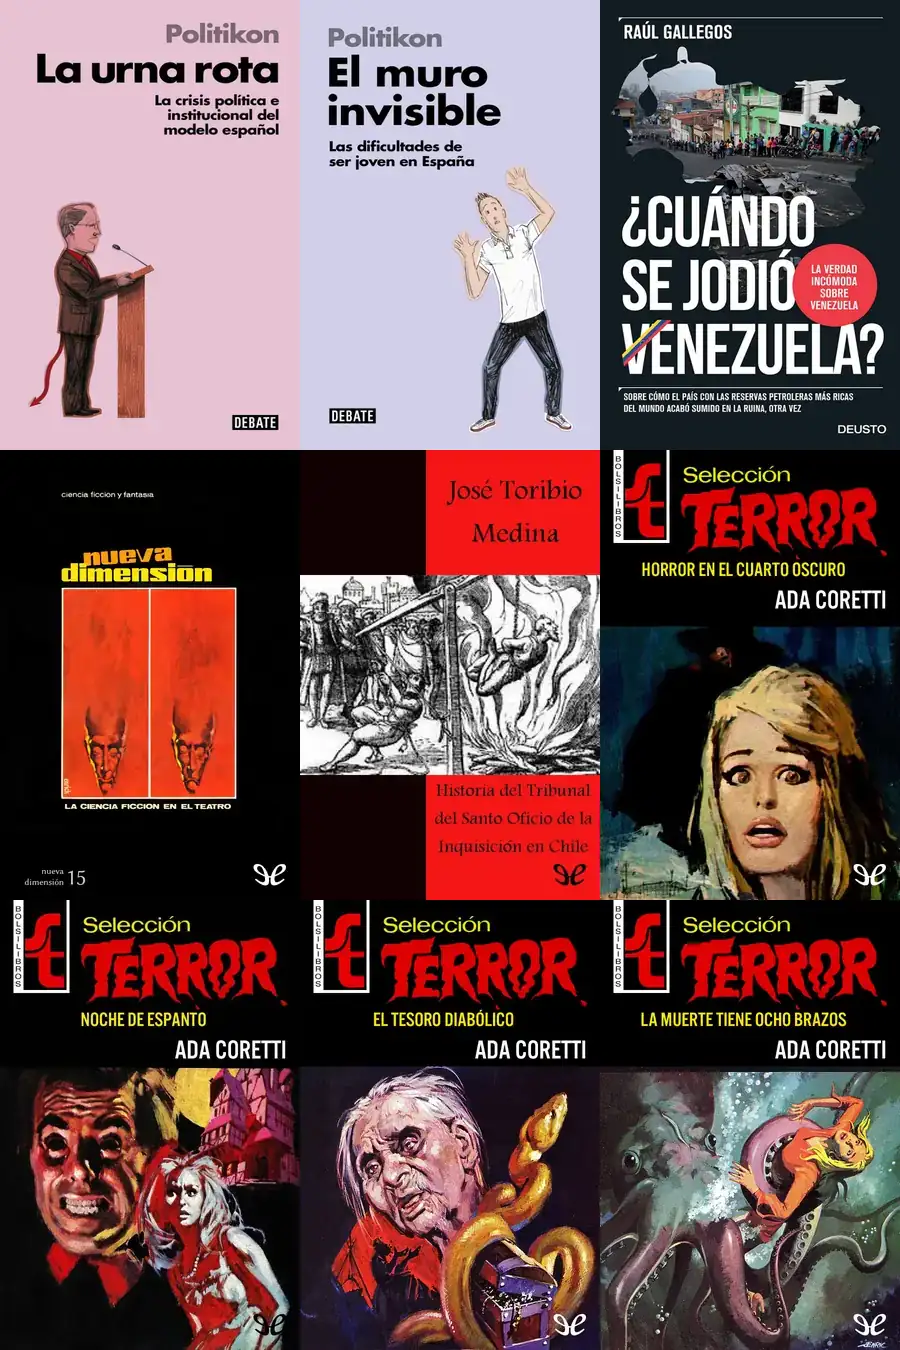 Politikon
La urna rota
La crisis política e
institucional del
modelo español
DEBATE
Politikon
El muro
invisible
Las dificultades de
ser joven en España
DEBATE
RAÚL GALLEGOS
¿CUÁNDO
SE JODIÓ
VENEZUELA?
LA VERDAD
INCÓMODA
SOBRE
VENEZUELA
SOBRE CÓMO EL PAÍS CON LAS RESERVAS PETROLERAS MÁS RICAS
DEL MUNDO ACABÓ SUMIDO EN LA RUINA, OTRA VEZ
DEUSTO
ciencia ficcion y fantasia
nueva
dimensión
LA CIENCIA FICCION EN EL TEATRO
nueva
dimensión 15
José Toribio
Medina
Historia del Tribunal
del Santo Oficio de la
Inquisición en Chile
BOLSILIBROS
Selección
TERROR
HORROR EN EL CUARTO OSCURO
ADA CORETTI
BOLSILIBROS
Selección
TERROR
NOCHE DE ESPANTO
ADA CORETTI
BOLSILIBROS
Selección
TERROR
EL TESORO DIABÓLICO
ADA CORETTI
BOLSILIBROS
Selección
TERROR
LA MUERTE TIENE OCHO BRAZOS
ADA CORETTI